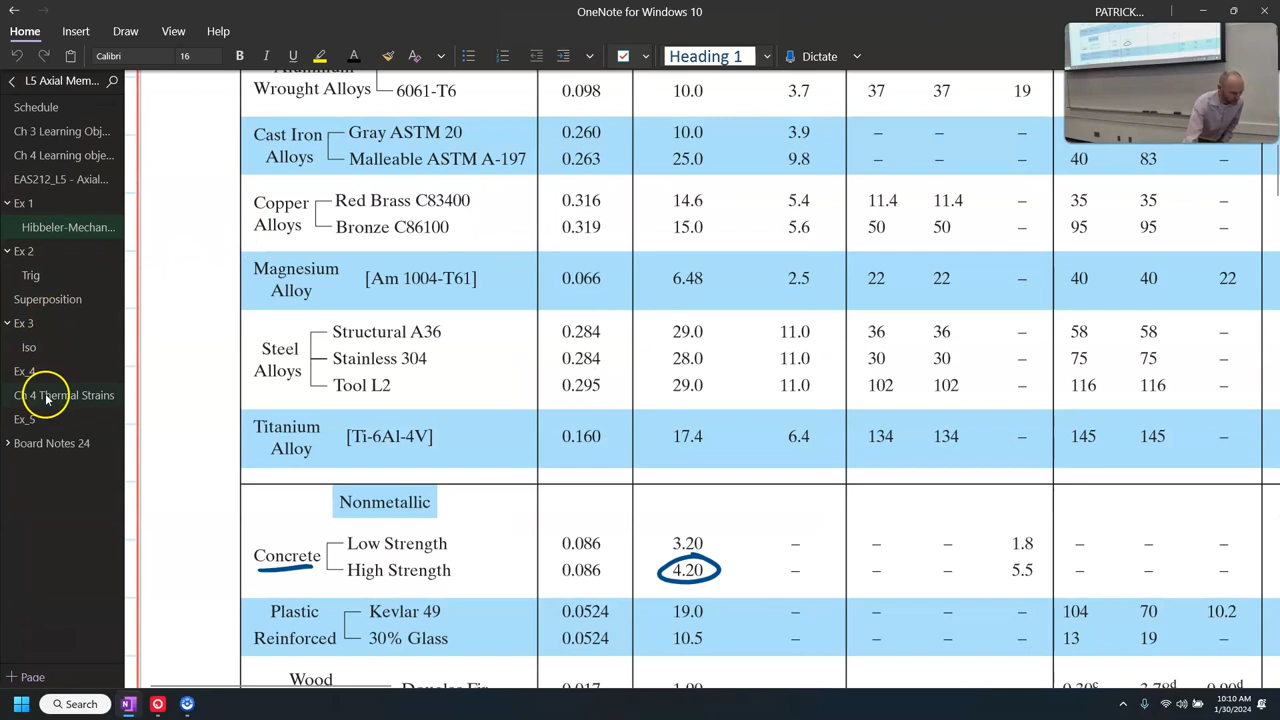 OneNote for Windows 10
PATRICK...
Home Insert Draw View Help
Calibri 16 B I U A Heading 1 Dictate
L5 Axial Mem...
Schedule
Ch 3 Learning Obj...
Ch 4 Learning obje...
EAS212_L5 - Axial...
Ex 1
Hibbeler-Mechan...
Ex 2
Trig
Superposition
Ex 3
Iso
Ex_4
Ch 4 Thermal Strains
Ex_5
Board Notes 24
Page
Aluminum
Wrought Alloys 6061-T6 0.098 10.0 3.7 37 37 19
Cast Iron Alloys Gray ASTM 20 0.260 10.0 3.9 – – –
Malleable ASTM A-197 0.263 25.0 9.8 – – – 40 83 –
Copper Alloys Red Brass C83400 0.316 14.6 5.4 11.4 11.4 – 35 35 –
Bronze C86100 0.319 15.0 5.6 50 50 – 95 95 –
Magnesium Alloy [Am 1004-T61] 0.066 6.48 2.5 22 22 – 40 40 22
Steel Alloys Structural A36 0.284 29.0 11.0 36 36 – 58 58 –
Stainless 304 0.284 28.0 11.0 30 30 – 75 75 –
Tool L2 0.295 29.0 11.0 102 102 – 116 116 –
Titanium Alloy [Ti-6Al-4V] 0.160 17.4 6.4 134 134 – 145 145 –
Nonmetallic
Concrete Low Strength 0.086 3.20 – – – 1.8 – – –
High Strength 0.086 4.20 – – – 5.5 – – –
Plastic Reinforced Kevlar 49 0.0524 19.0 – – – – 104 70 10.2
30% Glass 0.0524 10.5 – – – – 13 19 –
Wood
Search
10:10 AM
1/30/2024